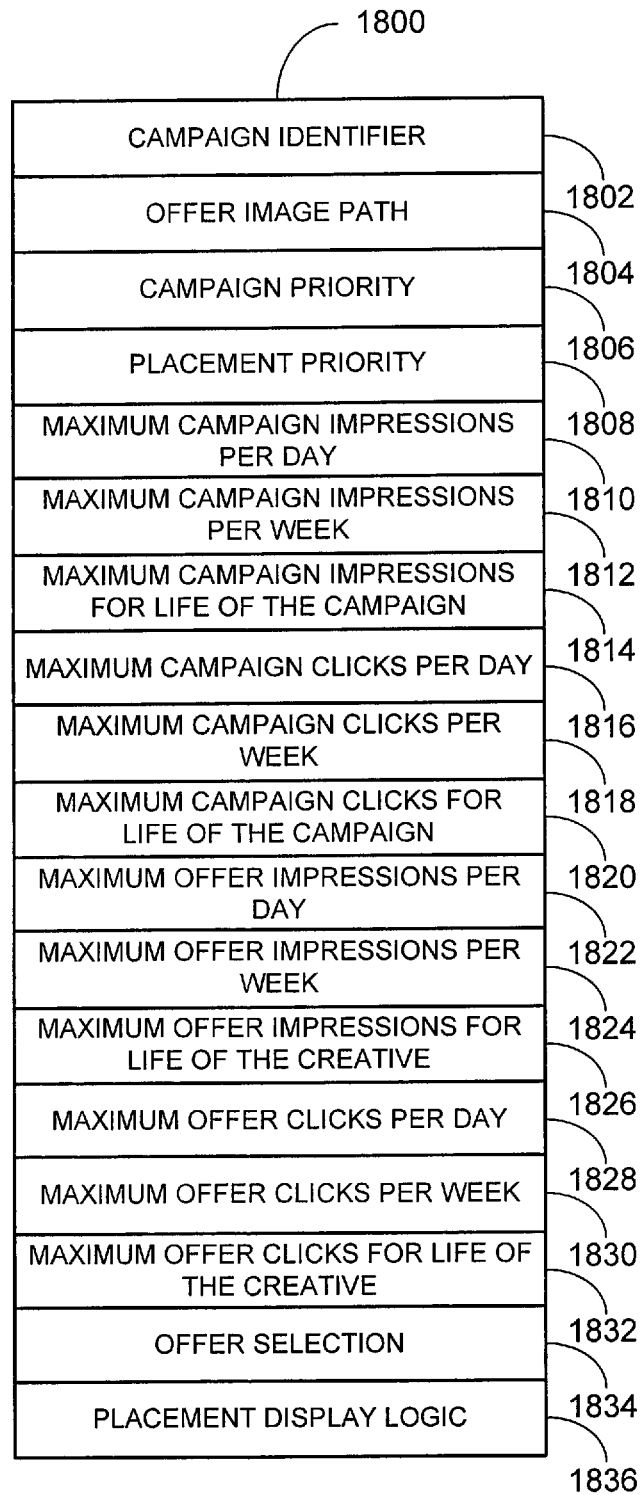 1800
CAMPAIGN IDENTIFIER
1802
OFFER IMAGE PATH
1804
CAMPAIGN PRIORITY
1806
PLACEMENT PRIORITY
1808
MAXIMUM CAMPAIGN IMPRESSIONS
PER DAY
1810
MAXIMUM CAMPAIGN IMPRESSIONS
PER WEEK
1812
MAXIMUM CAMPAIGN IMPRESSIONS
FOR LIFE OF THE CAMPAIGN
1814
MAXIMUM CAMPAIGN CLICKS PER DAY
1816
MAXIMUM CAMPAIGN CLICKS PER
WEEK
1818
MAXIMUM CAMPAIGN CLICKS FOR
LIFE OF THE CAMPAIGN
1820
MAXIMUM OFFER IMPRESSIONS PER
DAY
1822
MAXIMUM OFFER IMPRESSIONS PER
WEEK
1824
MAXIMUM OFFER IMPRESSIONS FOR
LIFE OF THE CREATIVE
1826
MAXIMUM OFFER CLICKS PER DAY
1828
MAXIMUM OFFER CLICKS PER WEEK
1830
MAXIMUM OFFER CLICKS FOR LIFE OF
THE CREATIVE
1832
OFFER SELECTION
1834
PLACEMENT DISPLAY LOGIC
1836